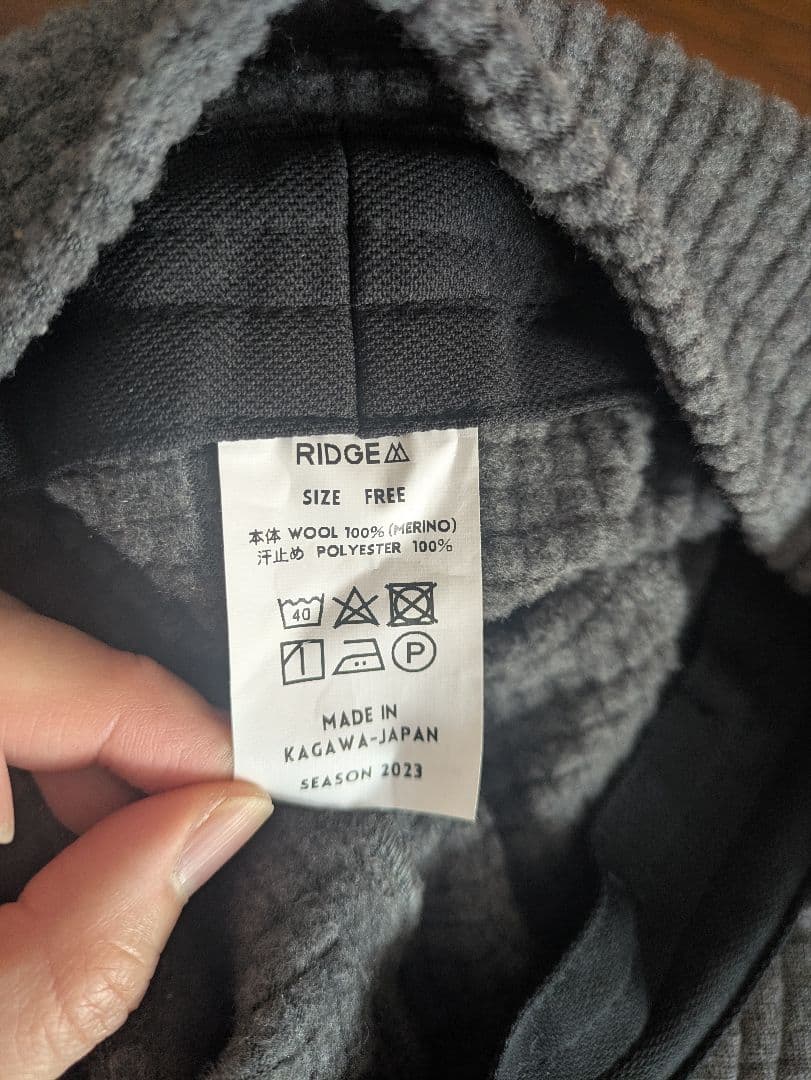 RIDGE
SIZE FREE
本体 WOOL 100% (MERINO)
汗止め POLYESTER 100%
40
P
MADE IN
KAGAWA-JAPAN
SEASON 2023